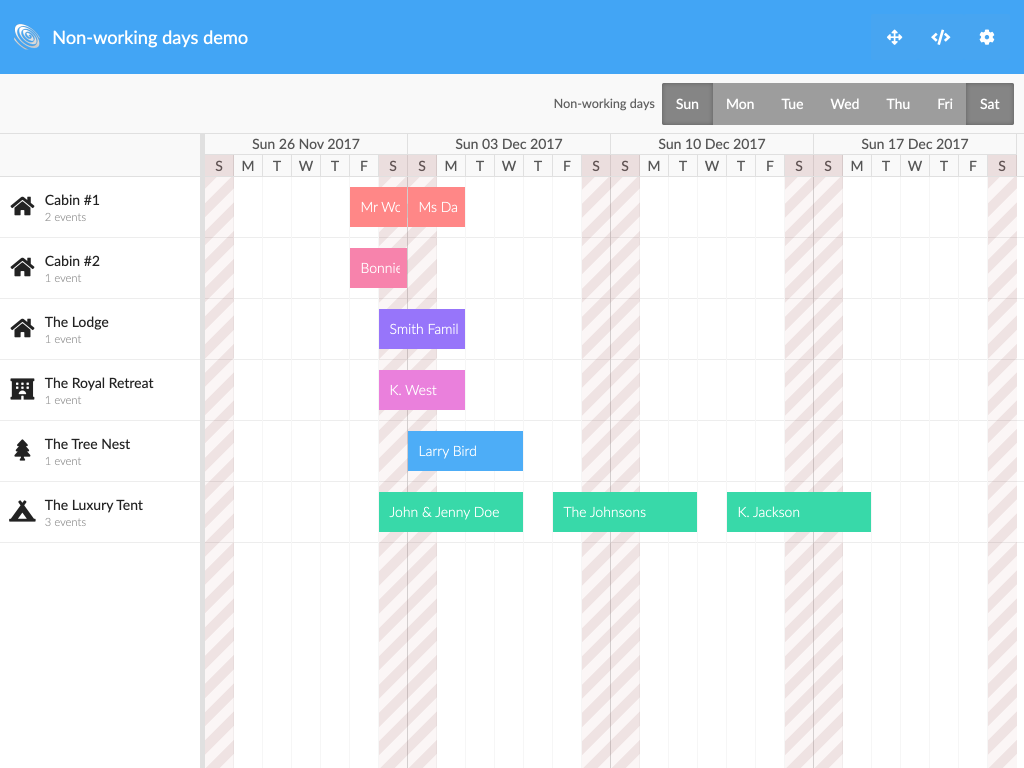 Non-working days demo
Non-working days Sun Mon Tue Wed Thu Fri Sat
Sun 26 Nov 2017 Sun 03 Dec 2017 Sun 10 Dec 2017 Sun 17 Dec 2017
S M T W T F S S M T W T F S S M T W T F S S M T W T F S
Cabin #1
2 events
Mr Wo Ms Da
Cabin #2
1 event
Bonnie
The Lodge
1 event
Smith Famil
The Royal Retreat
1 event
K. West
The Tree Nest
1 event
Larry Bird
The Luxury Tent
3 events
John & Jenny Doe The Johnsons K. Jackson